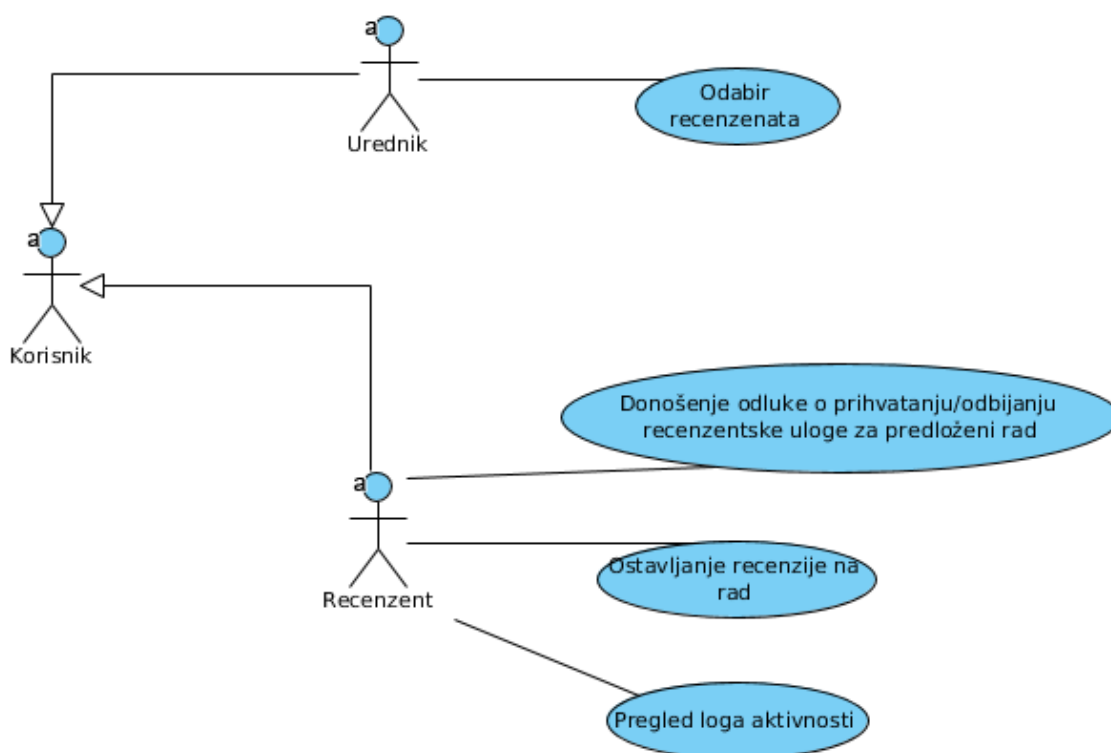 a
Urednik
Odabir
recenzenata
a
Korisnik
Donošenje odluke o prihvatanju/odbijanju
recenzentske uloge za predloženi rad
a
Recenzent
Ostavljanje recenzije na
rad
Pregled loga aktivnosti